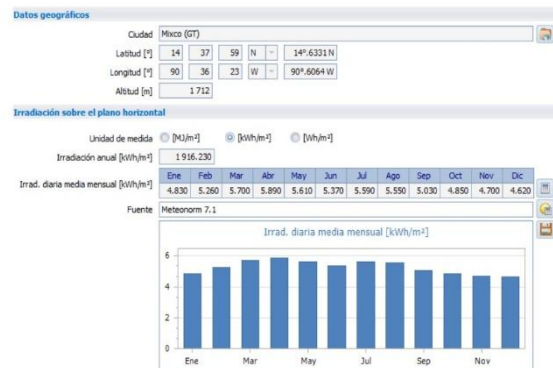 Datos geográficos
Ciudad Mixco (GT)
Latitud [°] 14 37 59 N 14°.6331 N
Longitud [°] 90 36 23 W 90°.6064 W
Altitud [m] 1 712
Irradiación sobre el plano horizontal
Unidad de medida [MJ/m²] [kWh/m²] [Wh/m²]
Irradiación anual [kWh/m²] 1 916.230
Ene Feb Mar Abr May Jun Jul Ago Sep Oct Nov Dic
Irrad. diaria media mensual [kWh/m²] 4.830 5.260 5.700 5.890 5.610 5.370 5.590 5.550 5.030 4.850 4.700 4.620
Fuente Meteonorm 7.1
Irrad. diaria media mensual [kWh/m²]
6
4
2
0
Ene Mar May Jul Sep Nov